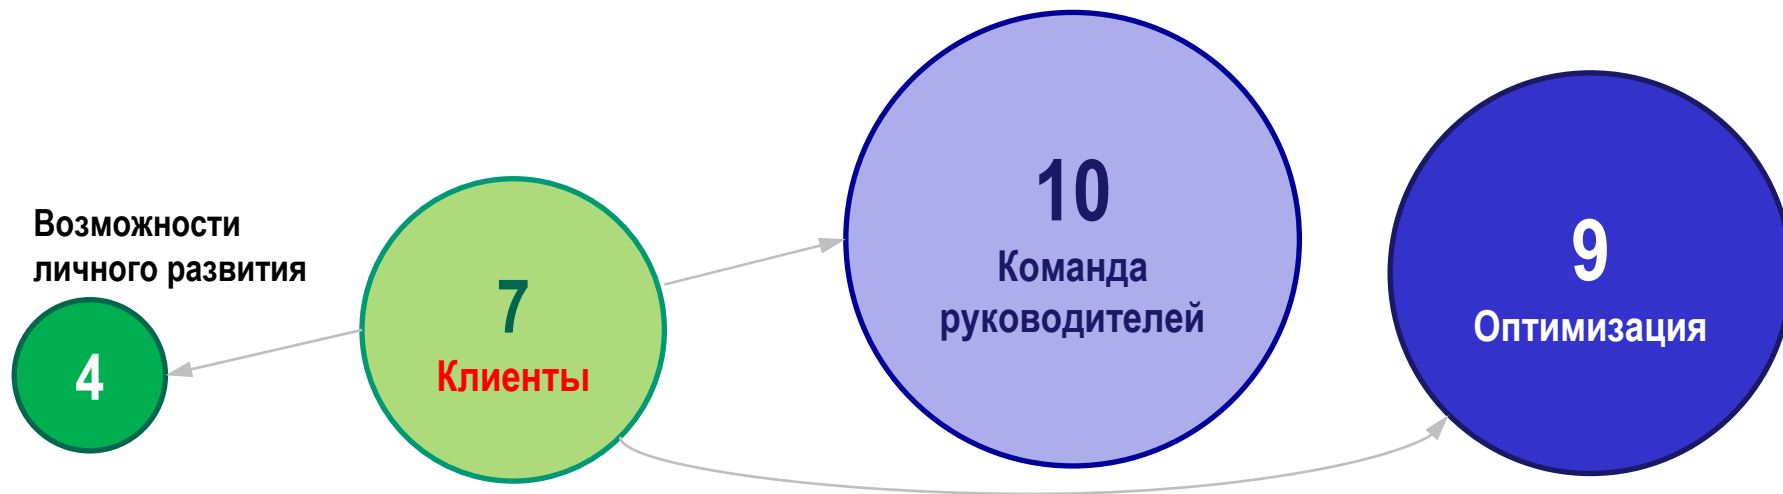 Возможности
личного развития
4
7
Клиенты
10
Команда
руководителей
9
Оптимизация